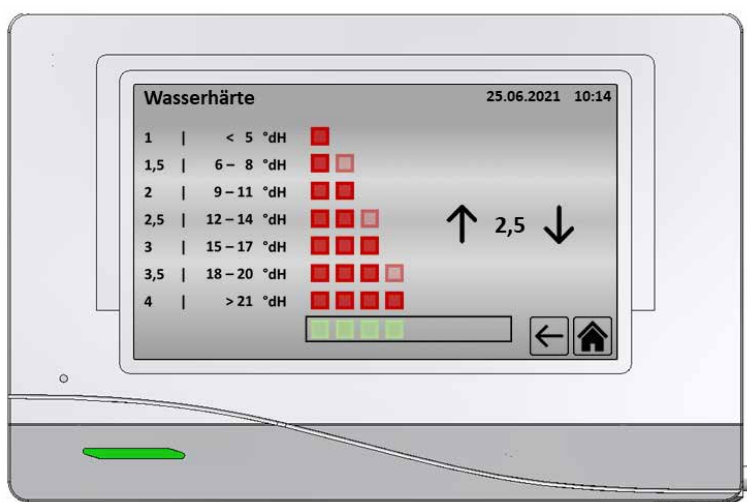 Wasserhärte 25.06.2021 10:14
1 | < 5 °dH
1,5 | 6 – 8 °dH
2 | 9 – 11 °dH
2,5 | 12 – 14 °dH
2,5
3 | 15 – 17 °dH
3,5 | 18 – 20 °dH
4 | > 21 °dH